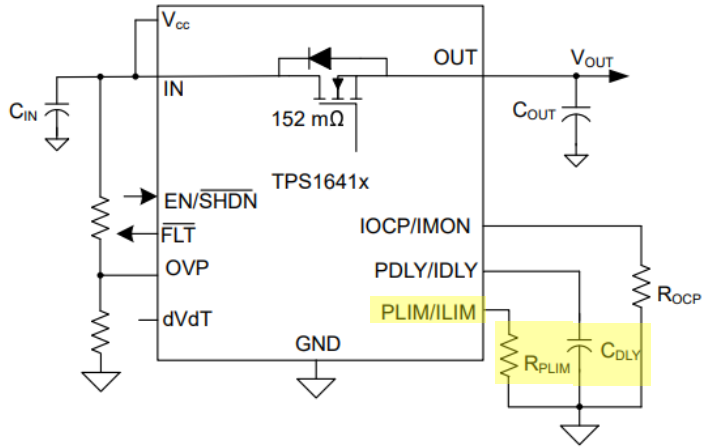 Vcc
IN
OUT
VOUT
CIN
COUT
152 mΩ
TPS1641x
EN/SHDN
FLT
IOCP/IMON
OVP
PDLY/IDLY
ROCP
dVdT
PLIM/ILIM
GND
RPLIM
CDLY